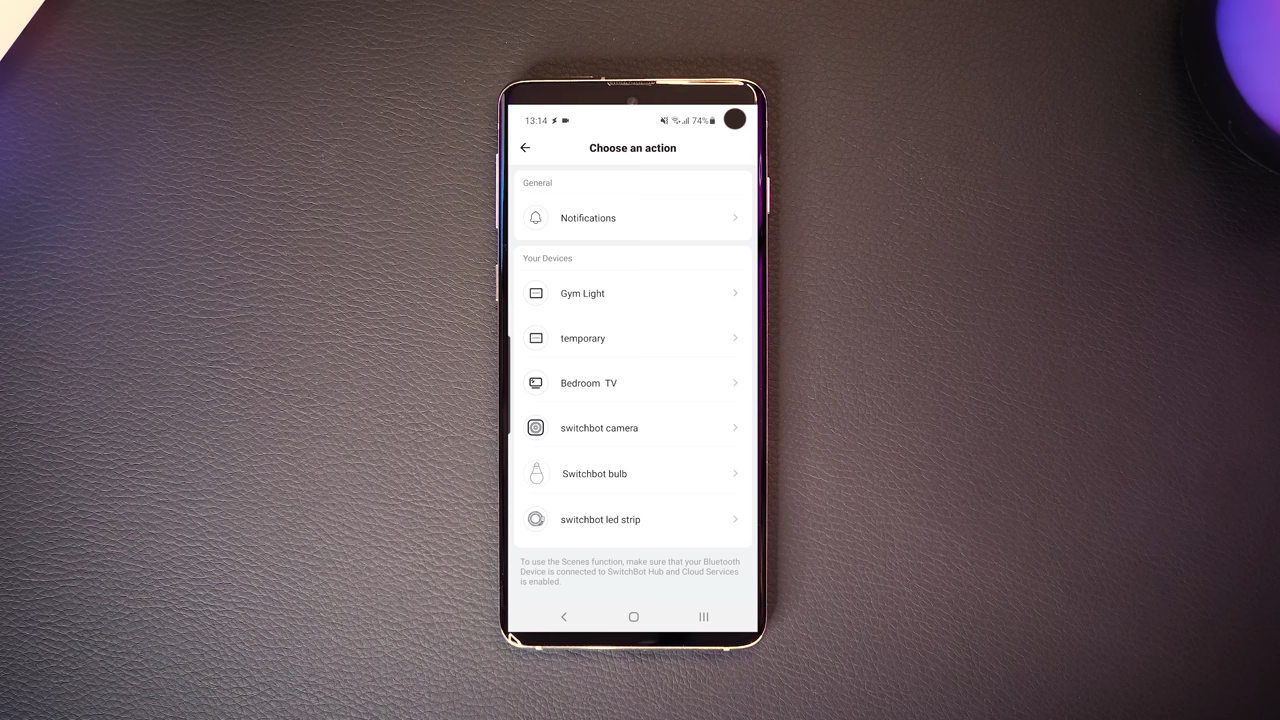 13:14 74%
Choose an action
General
Notifications
Your Devices
Gym Light
temporary
Bedroom TV
switchbot camera
Switchbot bulb
switchbot led strip
To use the Scenes function, make sure that your Bluetooth
Device is connected to SwitchBot Hub and Cloud Services
is enabled.